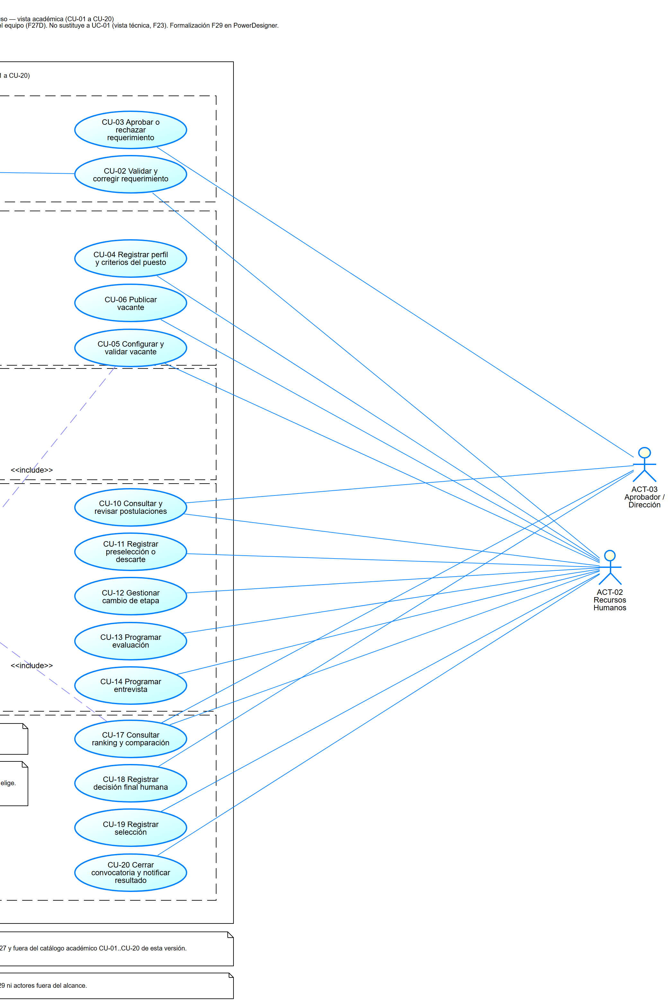 so — vista académica (CU-01 a CU-20)
el equipo (F27D). No sustituye a UC-01 (vista técnica, F23). Formalización F29 en PowerDesigner.
1 a CU-20)
CU-03 Aprobar o
rechazar
requerimiento
CU-02 Validar y
corregir requerimiento
CU-04 Registrar perfil
y criterios del puesto
CU-06 Publicar
vacante
CU-05 Configurar y
validar vacante
<<include>>
CU-10 Consultar y
revisar postulaciones
CU-11 Registrar
preselección o
descarte
CU-12 Gestionar
cambio de etapa
CU-13 Programar
evaluación
<<include>>
CU-14 Programar
entrevista
CU-17 Consultar
ranking y comparación
elige.
CU-18 Registrar
decisión final humana
CU-19 Registrar
selección
CU-20 Cerrar
convocatoria y notificar
resultado
ACT-03
Aprobador /
Dirección
ACT-02
Recursos
Humanos
27 y fuera del catálogo académico CU-01..CU-20 de esta versión.
29 ni actores fuera del alcance.